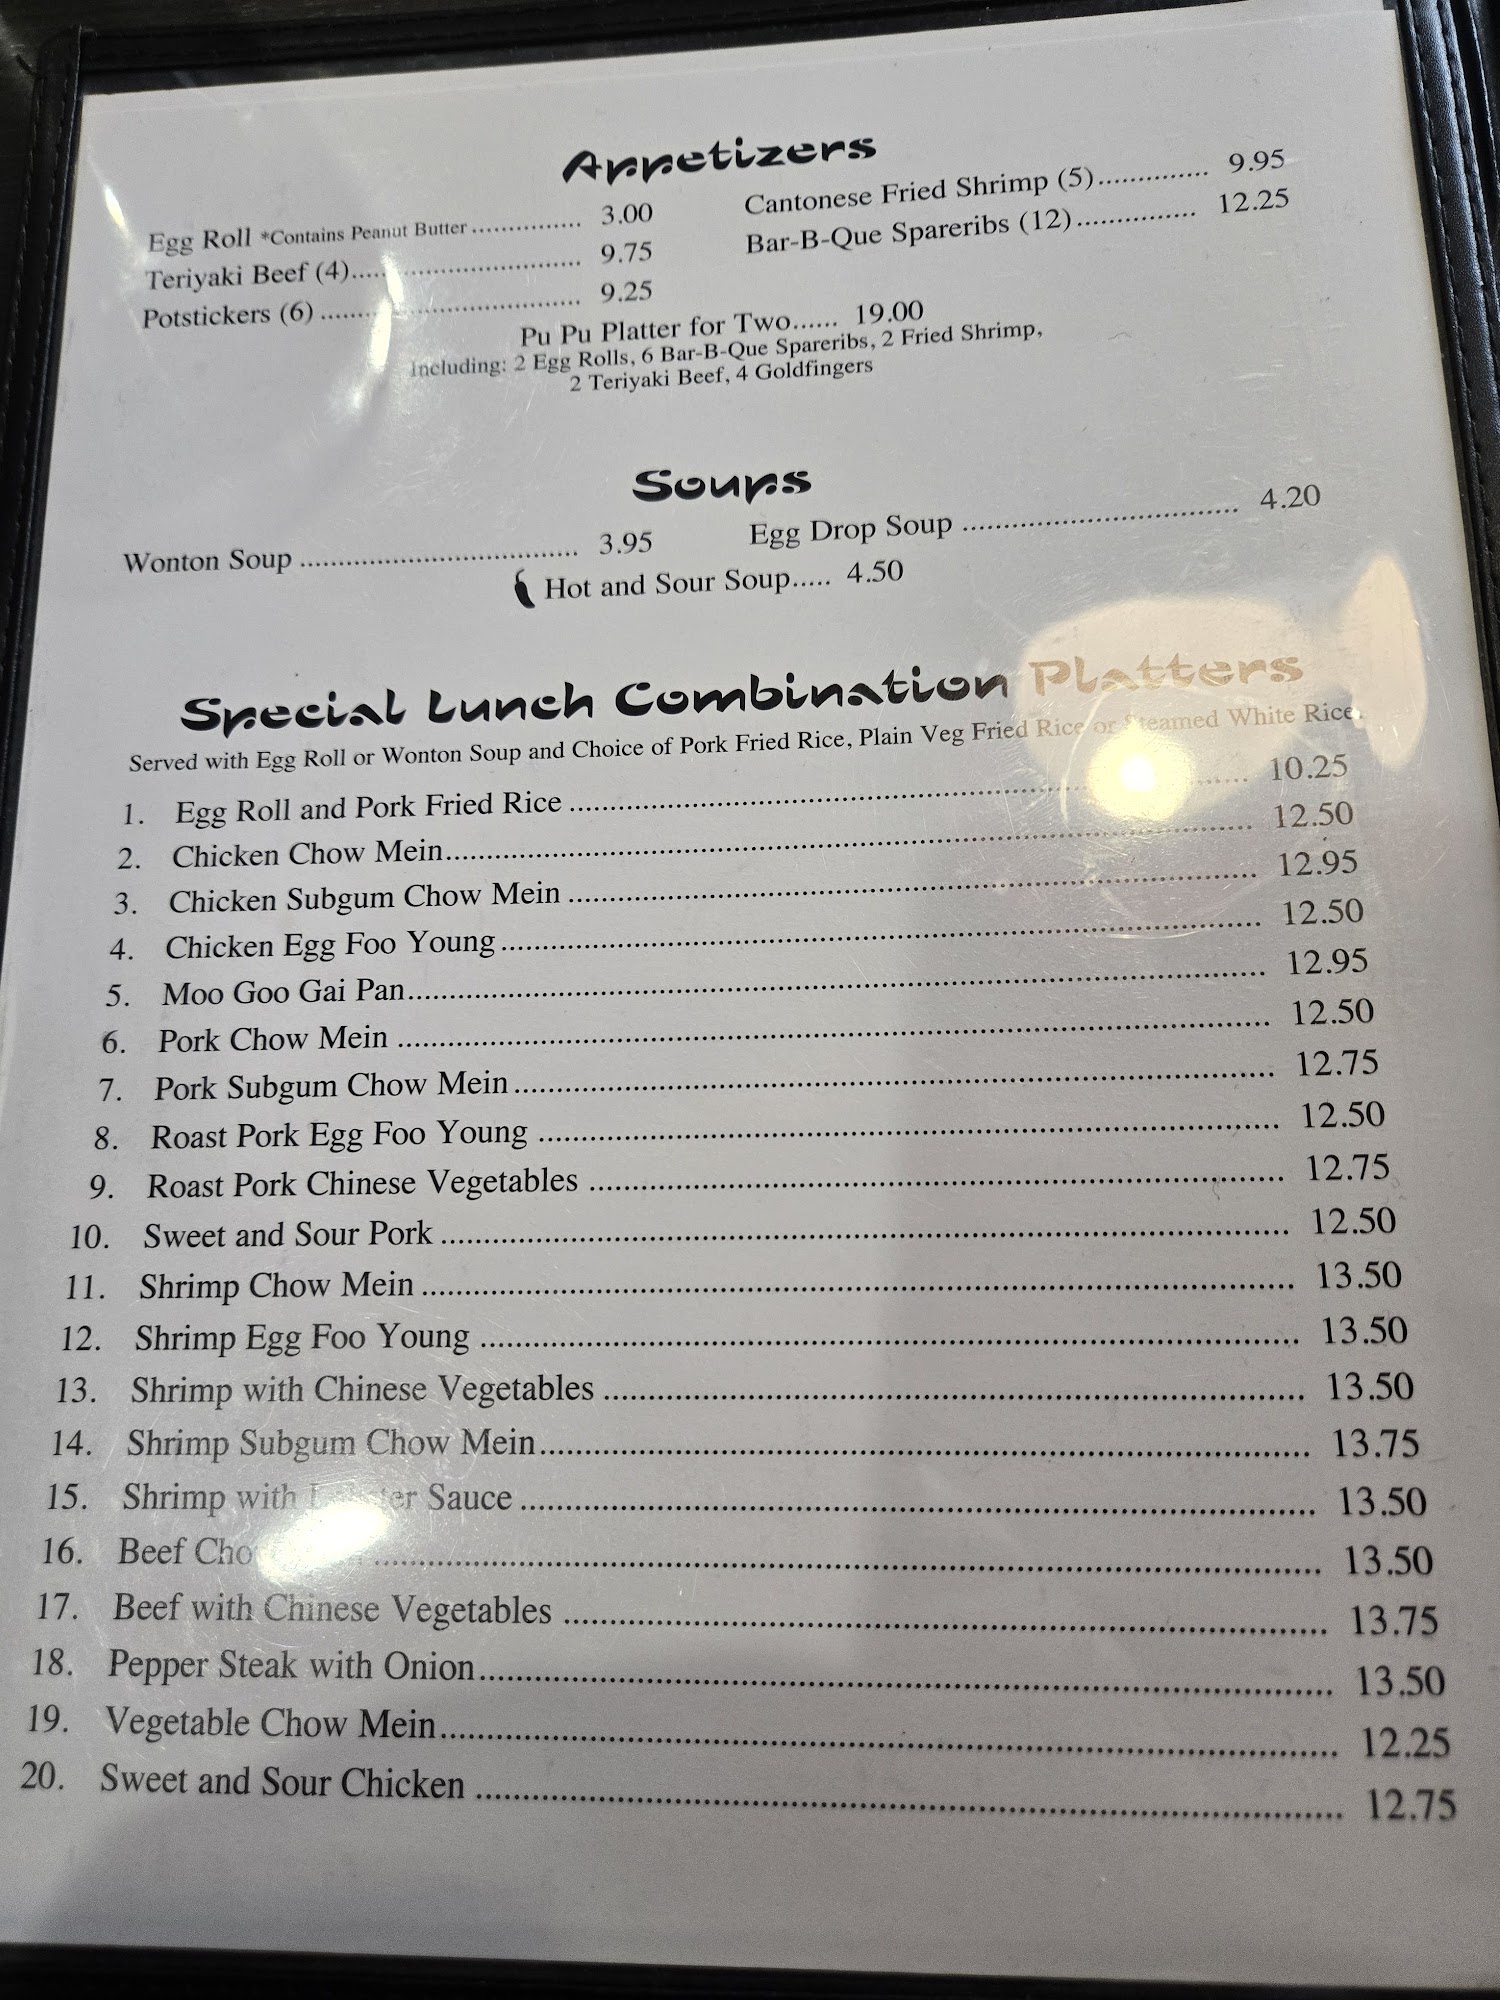 Appetizers
Egg Roll *Contains Peanut Butter .............. 3.00
Teriyaki Beef (4)............................. 9.75
Potstickers (6) ................................. 9.25
Cantonese Fried Shrimp (5).............. 9.95
Bar-B-Que Spareribs (12)............... 12.25
Pu Pu Platter for Two...... 19.00
Including: 2 Egg Rolls, 6 Bar-B-Que Spareribs, 2 Fried Shrimp,
2 Teriyaki Beef, 4 Goldfingers
Soups
Wonton Soup ................................... 3.95
Egg Drop Soup ................................... 4.20
Hot and Sour Soup..... 4.50
Special Lunch Combination Platters
Served with Egg Roll or Wonton Soup and Choice of Pork Fried Rice, Plain Veg Fried Rice or Steamed White Rice.
1. Egg Roll and Pork Fried Rice ........................ 10.25
2. Chicken Chow Mein........................ 12.50
3. Chicken Subgum Chow Mein ........................ 12.95
4. Chicken Egg Foo Young ........................ 12.50
5. Moo Goo Gai Pan........................ 12.95
6. Pork Chow Mein ........................ 12.50
7. Pork Subgum Chow Mein ........................ 12.75
8. Roast Pork Egg Foo Young ........................ 12.50
9. Roast Pork Chinese Vegetables ........................ 12.75
10. Sweet and Sour Pork ........................ 12.50
11. Shrimp Chow Mein ........................ 13.50
12. Shrimp Egg Foo Young ........................ 13.50
13. Shrimp with Chinese Vegetables ........................ 13.50
14. Shrimp Subgum Chow Mein........................ 13.75
15. Shrimp with Lobster Sauce ........................ 13.50
16. Beef ........................ 13.50
17. Beef with Chinese Vegetables ........................ 13.75
18. Pepper Steak with Onion........................ 13.50
19. Vegetable Chow Mein........................ 12.25
20. Sweet and Sour Chicken ........................ 12.75